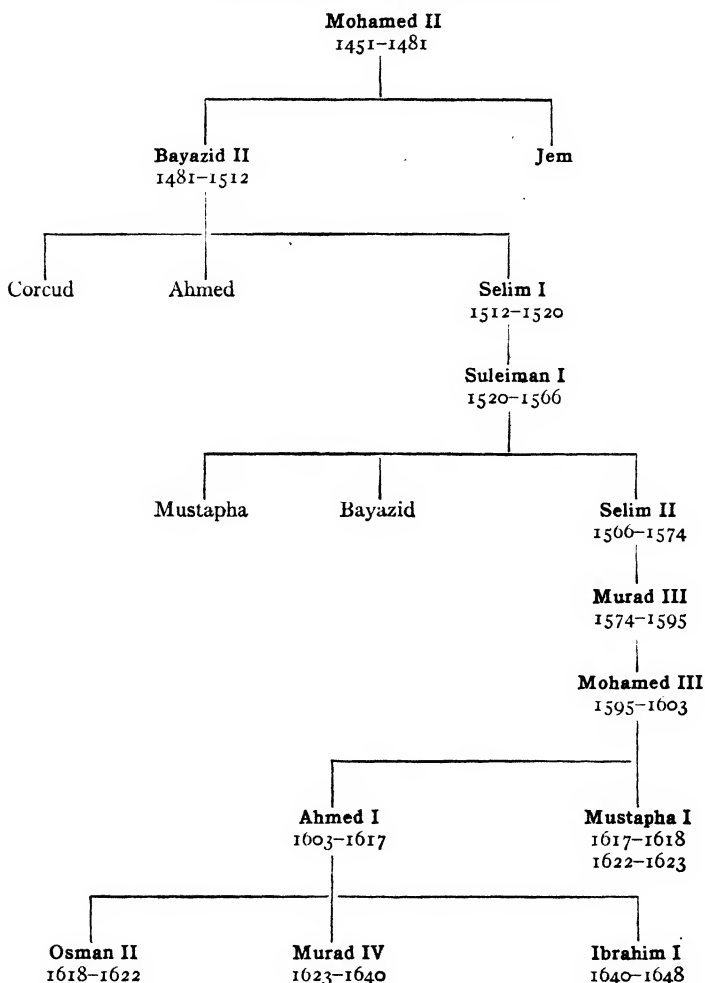 Mohamed II
1451–1481
Bayazid II
1481–1512
Jem
Corcud
Ahmed
Selim I
1512–1520
Suleiman I
1520–1566
Mustapha
Bayazid
Selim II
1566–1574
Murad III
1574–1595
Mohamed III
1595–1603
Ahmed I
1603–1617
Mustapha I
1617–1618
1622–1623
Osman II
1618–1622
Murad IV
1623–1640
Ibrahim I
1640–1648